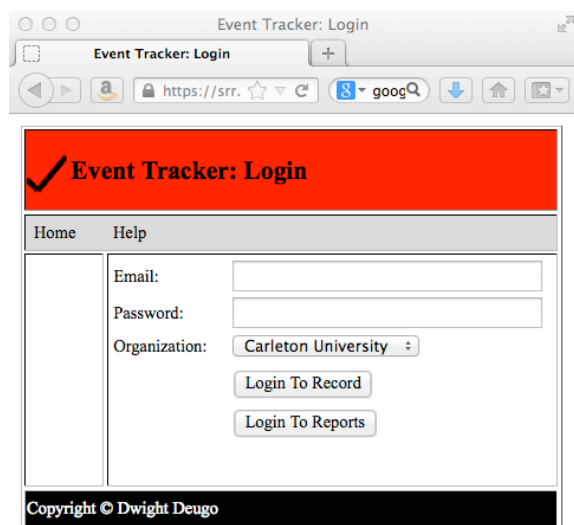 Event Tracker: Login
Event Tracker: Login +
a https://srr. 8 goog
Event Tracker: Login
Home Help
Email:
Password:
Organization: Carleton University
Login To Record
Login To Reports
Copyright © Dwight Deugo